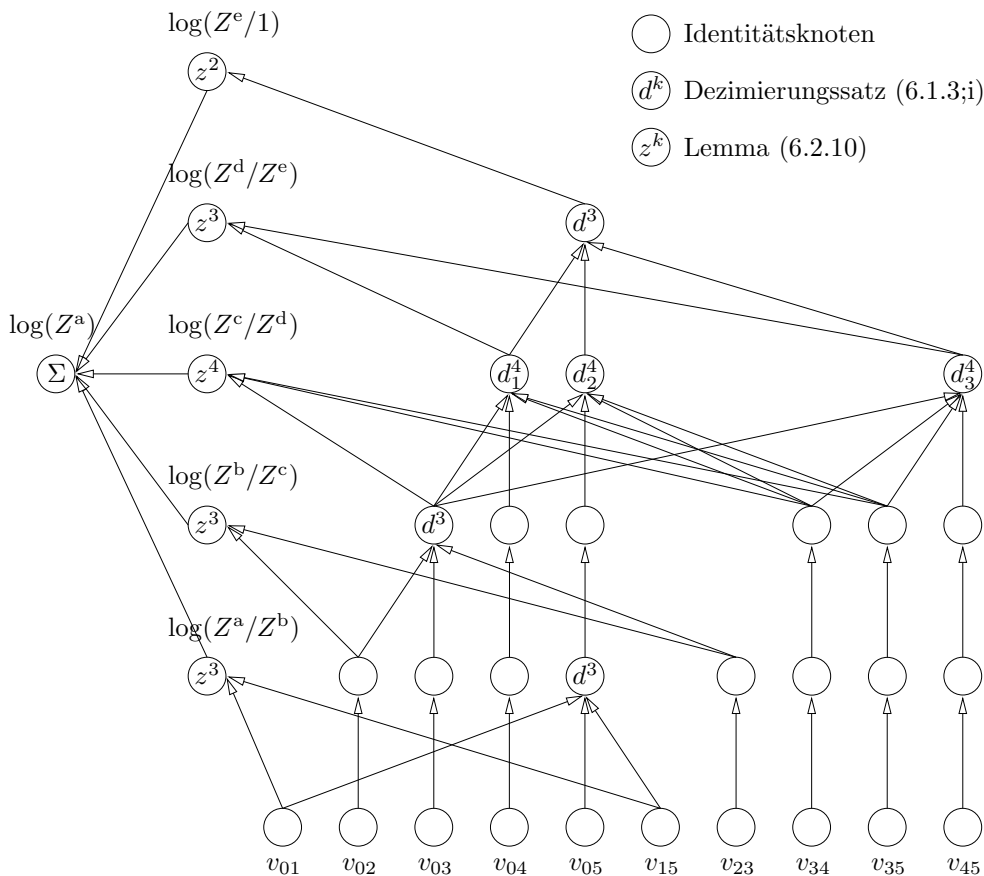 log(Z^e/1)
Identitätsknoten
z^2
d^k Dezimierungssatz (6.1.3;i)
z^k Lemma (6.2.10)
log(Z^d/Z^e)
z^3 d^3
log(Z^a) log(Z^c/Z^d)
Σ z^4 d^4_1 d^4_2 d^4_3
log(Z^b/Z^c)
z^3 d^3
log(Z^a/Z^b)
z^3 d^3
v_01 v_02 v_03 v_04 v_05 v_15 v_23 v_34 v_35 v_45